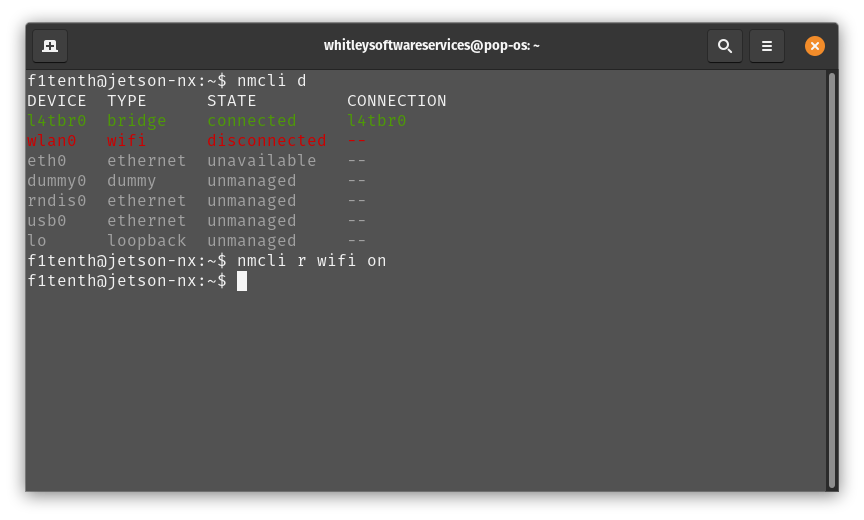 whitleysoftwareservices@pop-os: ~
f1tenth@jetson-nx:~$ nmcli d
DEVICE  TYPE      STATE         CONNECTION
l4tbr0  bridge    connected     l4tbr0
wlan0   wifi      disconnected  --
eth0    ethernet  unavailable   --
dummy0  dummy     unmanaged     --
rndis0  ethernet  unmanaged     --
usb0    ethernet  unmanaged     --
lo      loopback  unmanaged     --
f1tenth@jetson-nx:~$ nmcli r wifi on
f1tenth@jetson-nx:~$